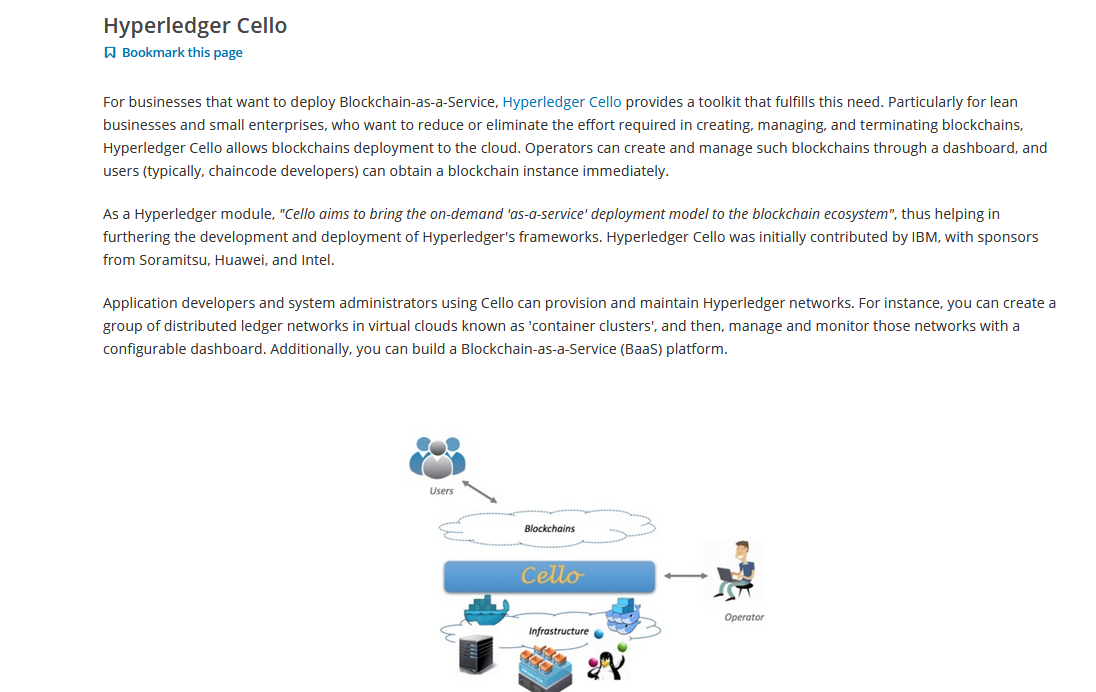 Hyperledger Cello
Bookmark this page
For businesses that want to deploy Blockchain-as-a-Service, Hyperledger Cello provides a toolkit that fulfills this need. Particularly for lean
businesses and small enterprises, who want to reduce or eliminate the effort required in creating, managing, and terminating blockchains,
Hyperledger Cello allows blockchains deployment to the cloud. Operators can create and manage such blockchains through a dashboard, and
users (typically, chaincode developers) can obtain a blockchain instance immediately.
As a Hyperledger module, "Cello aims to bring the on-demand 'as-a-service' deployment model to the blockchain ecosystem", thus helping in
furthering the development and deployment of Hyperledger's frameworks. Hyperledger Cello was initially contributed by IBM, with sponsors
from Soramitsu, Huawei, and Intel.
Application developers and system administrators using Cello can provision and maintain Hyperledger networks. For instance, you can create a
group of distributed ledger networks in virtual clouds known as 'container clusters', and then, manage and monitor those networks with a
configurable dashboard. Additionally, you can build a Blockchain-as-a-Service (BaaS) platform.
Users
Blockchains
Cello
Operator
Infrastructure